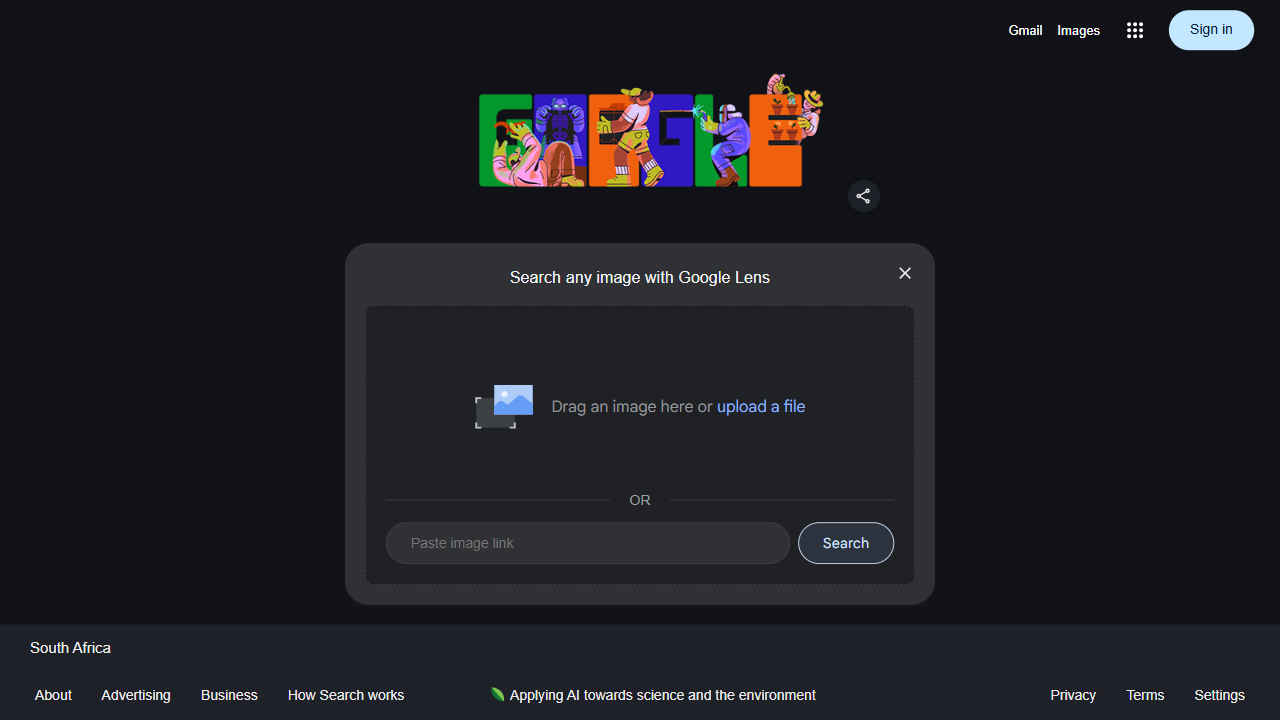 Gmail Images Sign in
Search any image with Google Lens
Drag an image here or upload a file
OR
Paste image link Search
South Africa
About Advertising Business How Search works Applying AI towards science and the environment Privacy Terms Settings